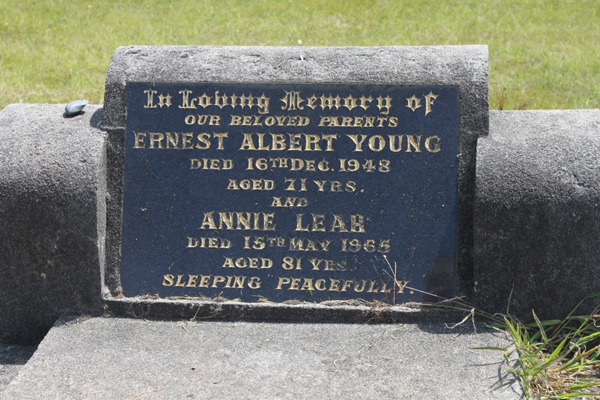 In Loving Memory of
OUR BELOVED PARENTS
ERNEST ALBERT YOUNG
DIED 16TH DEC. 1948
AGED 71 YRS.
AND
ANNIE LEAH
DIED 15TH MAY 1965
AGED 81 YRS.
SLEEPING PEACEFULLY